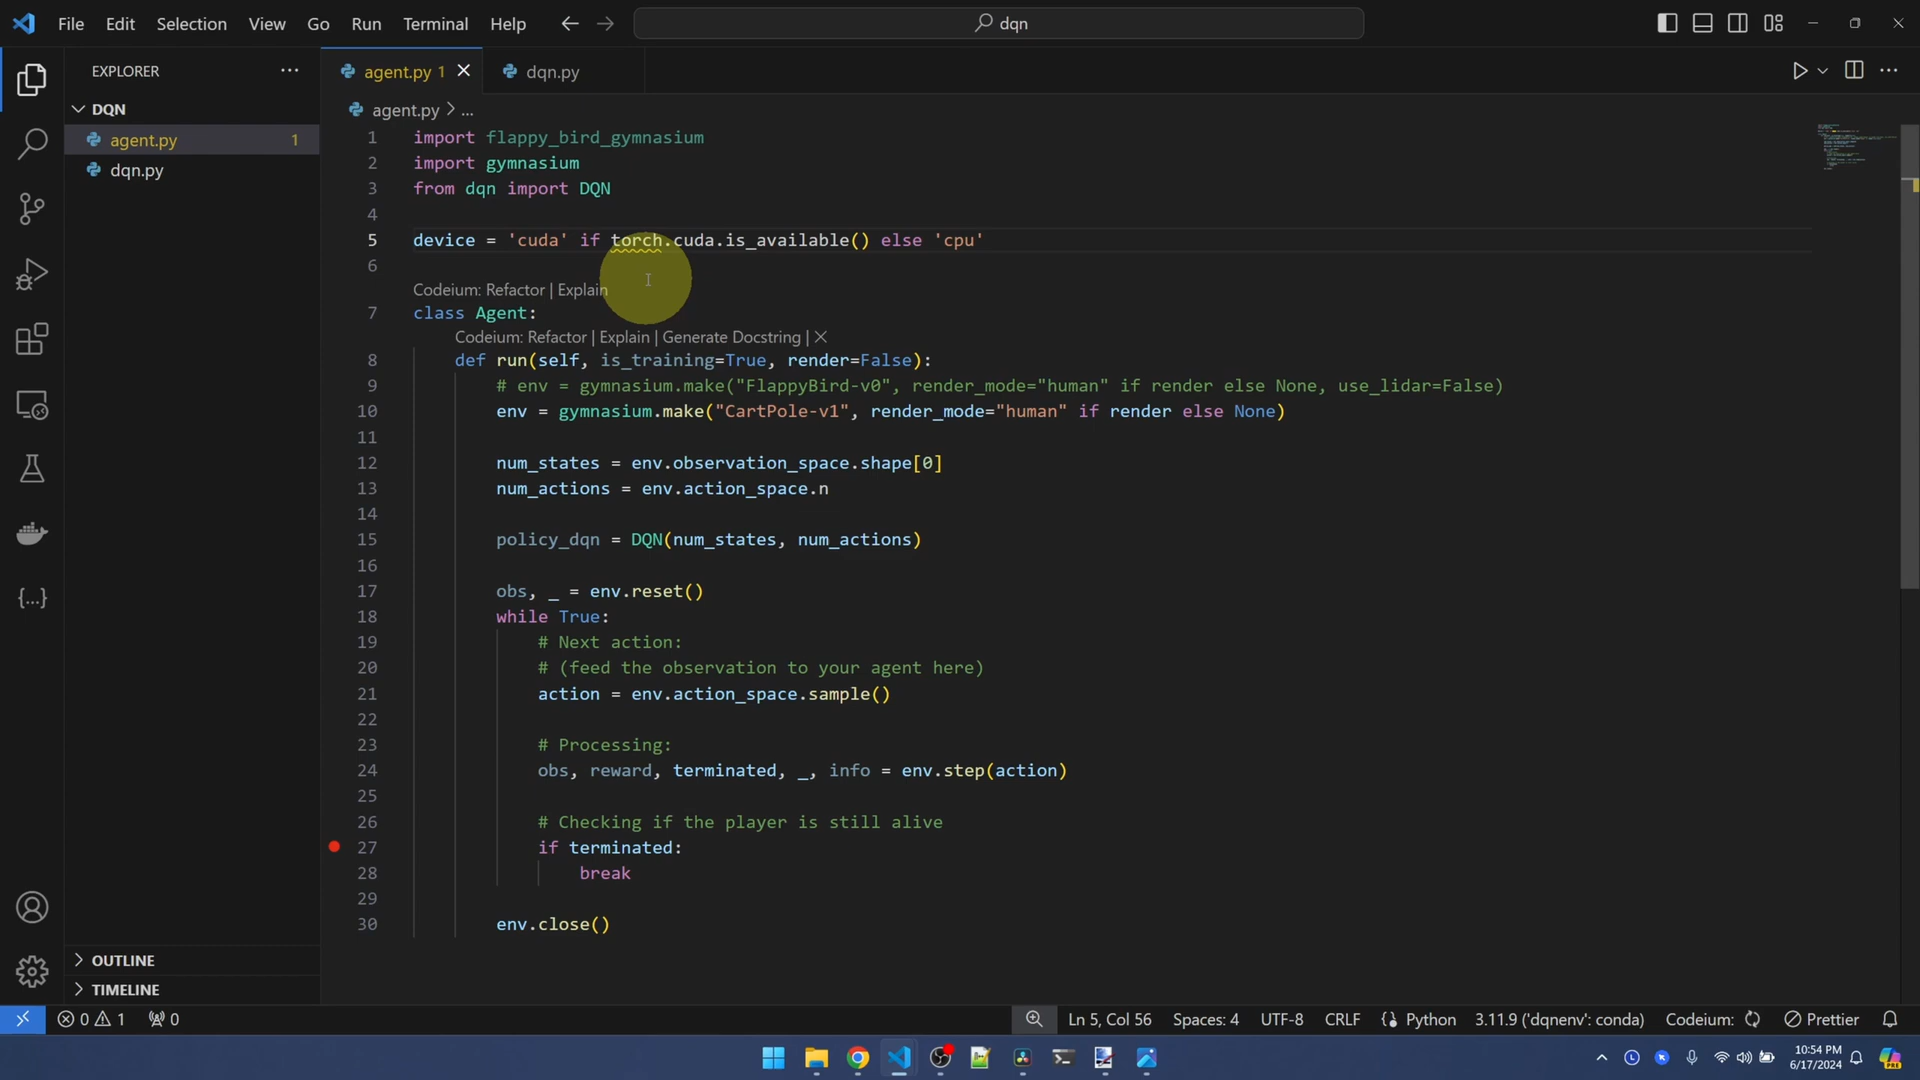 File Edit Selection View Go Run Terminal Help
dqn
EXPLORER
DQN
agent.py 1
dqn.py
OUTLINE
TIMELINE
agent.py 1
dqn.py
agent.py > ...
1 import flappy_bird_gymnasium
2 import gymnasium
3 from dqn import DQN
4
5 device = 'cuda' if torch.cuda.is_available() else 'cpu'
6
Codeium: Refactor | Explain
7 class Agent:
Codeium: Refactor | Explain | Generate Docstring | X
8 def run(self, is_training=True, render=False):
9 # env = gymnasium.make("FlappyBird-v0", render_mode="human" if render else None, use_lidar=False)
10 env = gymnasium.make("CartPole-v1", render_mode="human" if render else None)
11
12 num_states = env.observation_space.shape[0]
13 num_actions = env.action_space.n
14
15 policy_dqn = DQN(num_states, num_actions)
16
17 obs, _ = env.reset()
18 while True:
19 # Next action:
20 # (feed the observation to your agent here)
21 action = env.action_space.sample()
22
23 # Processing:
24 obs, reward, terminated, _, info = env.step(action)
25
26 # Checking if the player is still alive
27 if terminated:
28 break
29
30 env.close()
0 1 0 Ln 5, Col 56 Spaces: 4 UTF-8 CRLF Python 3.11.9 ('dqnenv': conda) Codeium: Prettier
10:54 PM
6/17/2024